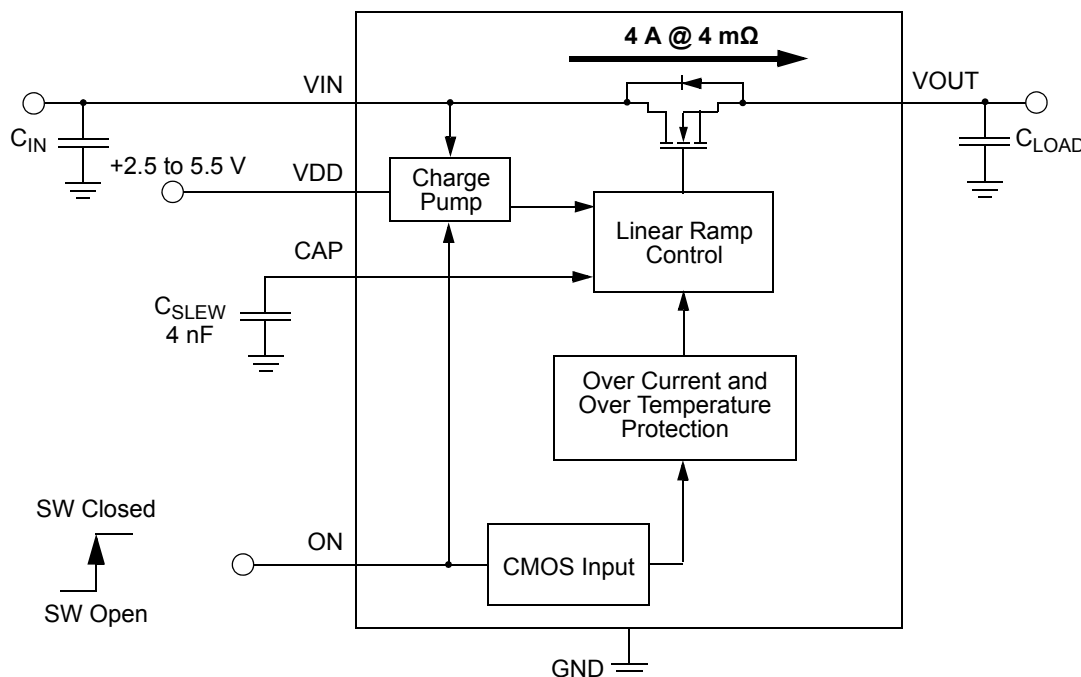 4 A @ 4 mΩ
VIN
VOUT
CIN
CLOAD
+2.5 to 5.5 V
VDD
Charge
Pump
Linear Ramp
Control
CAP
CSLEW
4 nF
Over Current and
Over Temperature
Protection
SW Closed
ON
CMOS Input
SW Open
GND